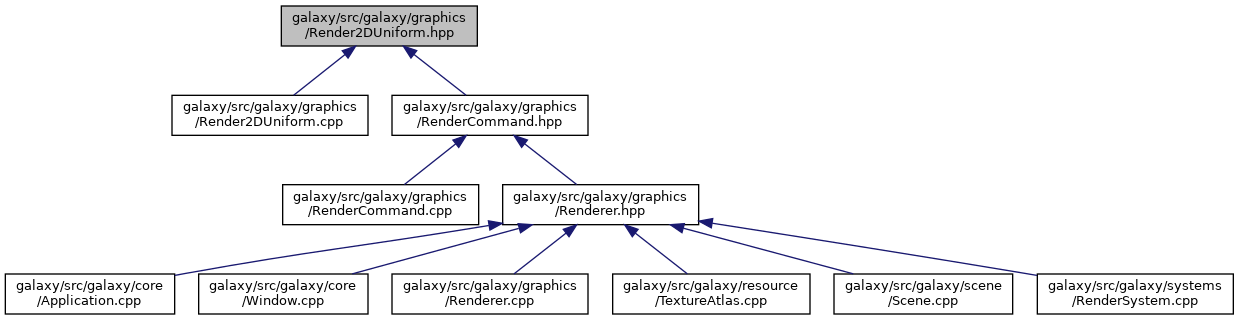 galaxy/src/galaxy/graphics
/Render2DUniform.hpp
galaxy/src/galaxy/graphics
/Render2DUniform.cpp
galaxy/src/galaxy/graphics
/RenderCommand.hpp
galaxy/src/galaxy/graphics
/RenderCommand.cpp
galaxy/src/galaxy/graphics
/Renderer.hpp
galaxy/src/galaxy/core
/Application.cpp
galaxy/src/galaxy/core
/Window.cpp
galaxy/src/galaxy/graphics
/Renderer.cpp
galaxy/src/galaxy/resource
/TextureAtlas.cpp
galaxy/src/galaxy/scene
/Scene.cpp
galaxy/src/galaxy/systems
/RenderSystem.cpp